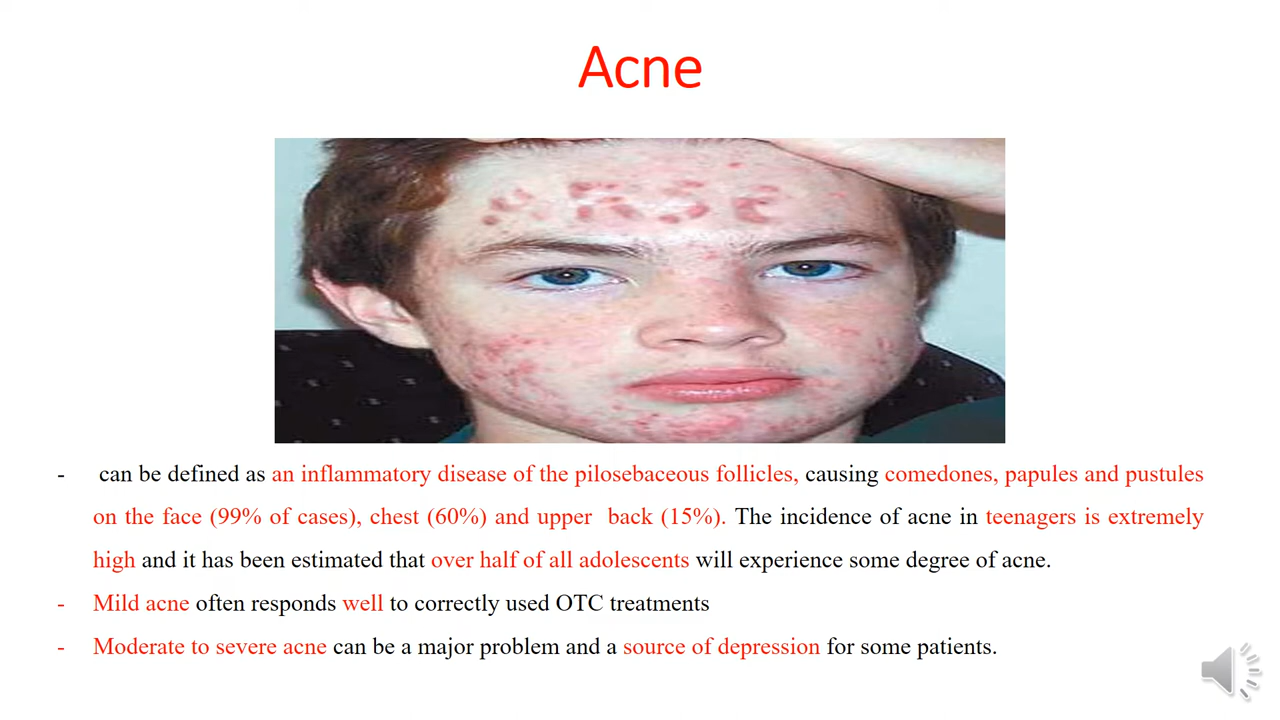 Acne
- can be defined as an inflammatory disease of the pilosebaceous follicles, causing comedones, papules and pustules
on the face (99% of cases), chest (60%) and upper back (15%). The incidence of acne in teenagers is extremely
high and it has been estimated that over half of all adolescents will experience some degree of acne.
- Mild acne often responds well to correctly used OTC treatments
- Moderate to severe acne can be a major problem and a source of depression for some patients.